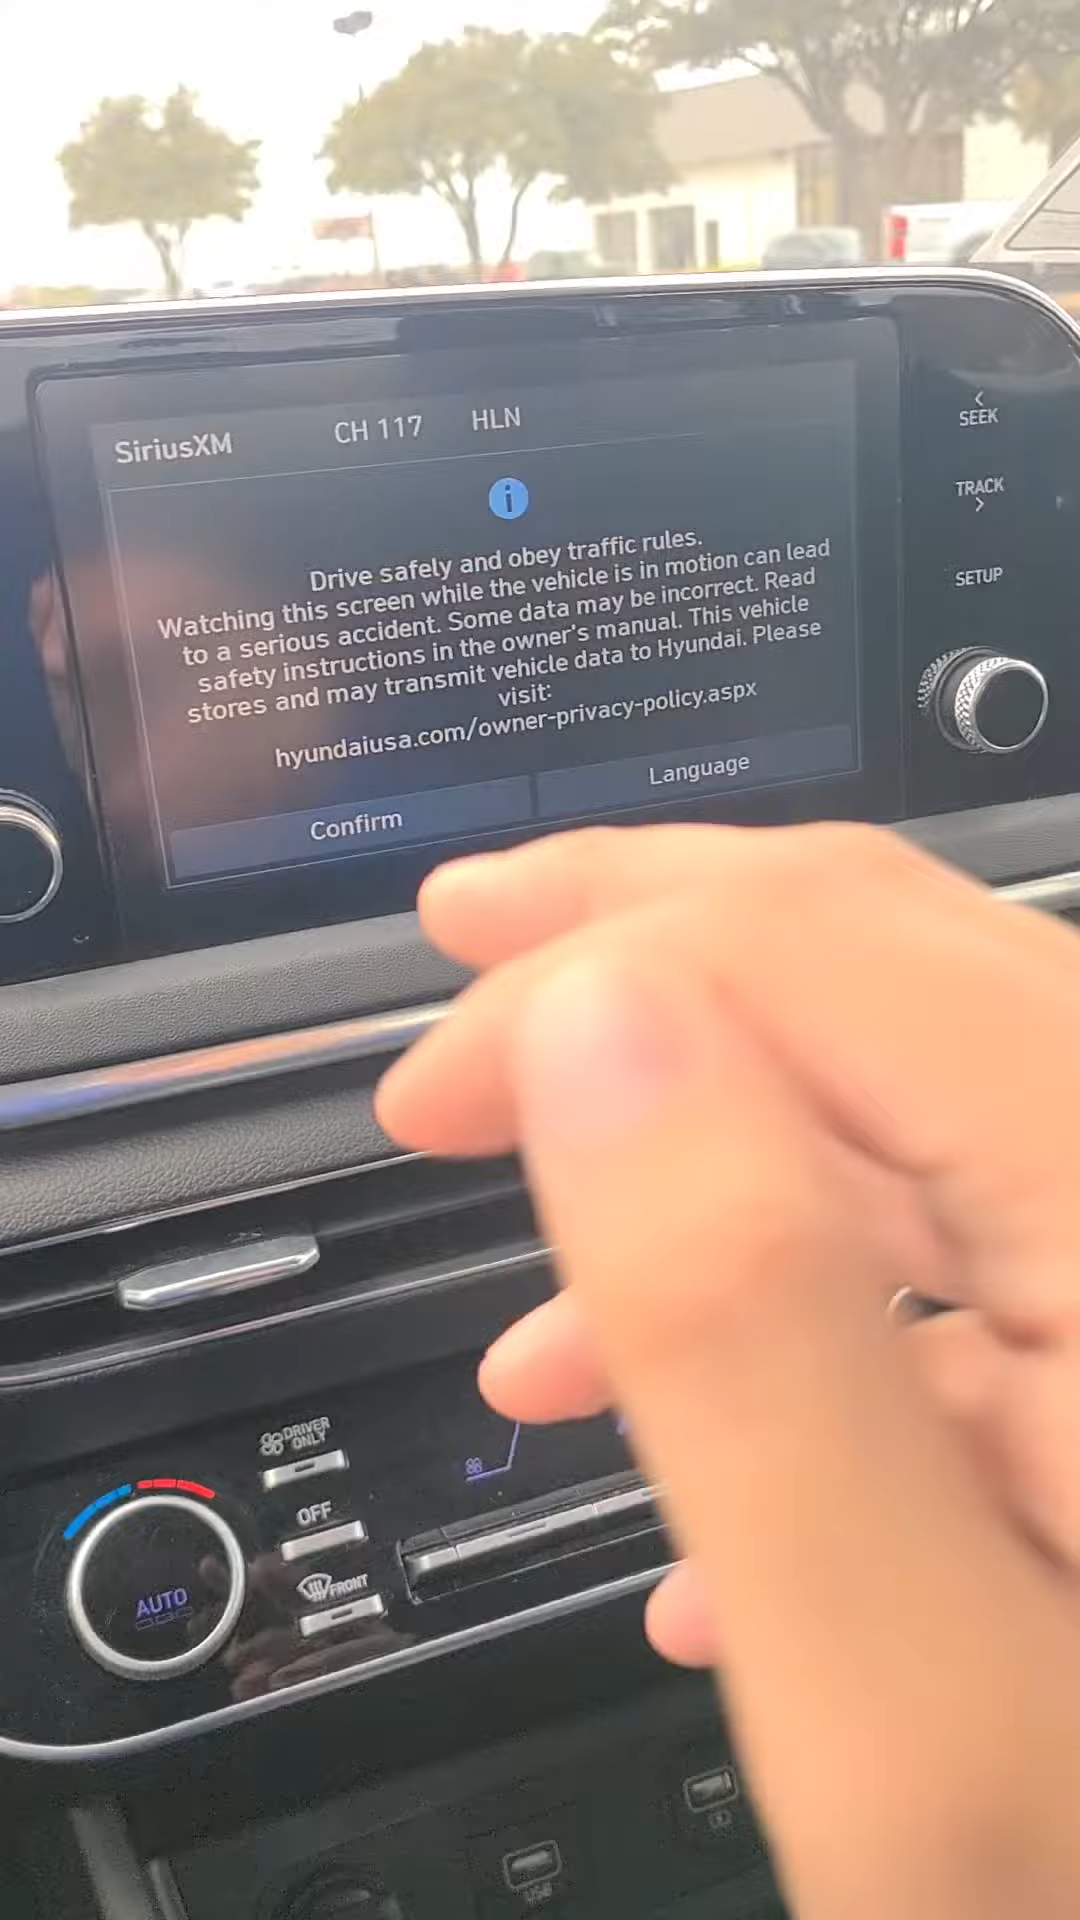 SiriusXM CH 117 HLN
Drive safely and obey traffic rules.
Watching this screen while the vehicle is in motion can lead
to a serious accident. Some data may be incorrect. Read
safety instructions in the owner's manual. This vehicle
stores and may transmit vehicle data to Hyundai. Please
visit:
hyundaiusa.com/owner-privacy-policy.aspx
Confirm Language
< SEEK
TRACK >
SETUP
DRIVER
ONLY
OFF
FRONT
AUTO